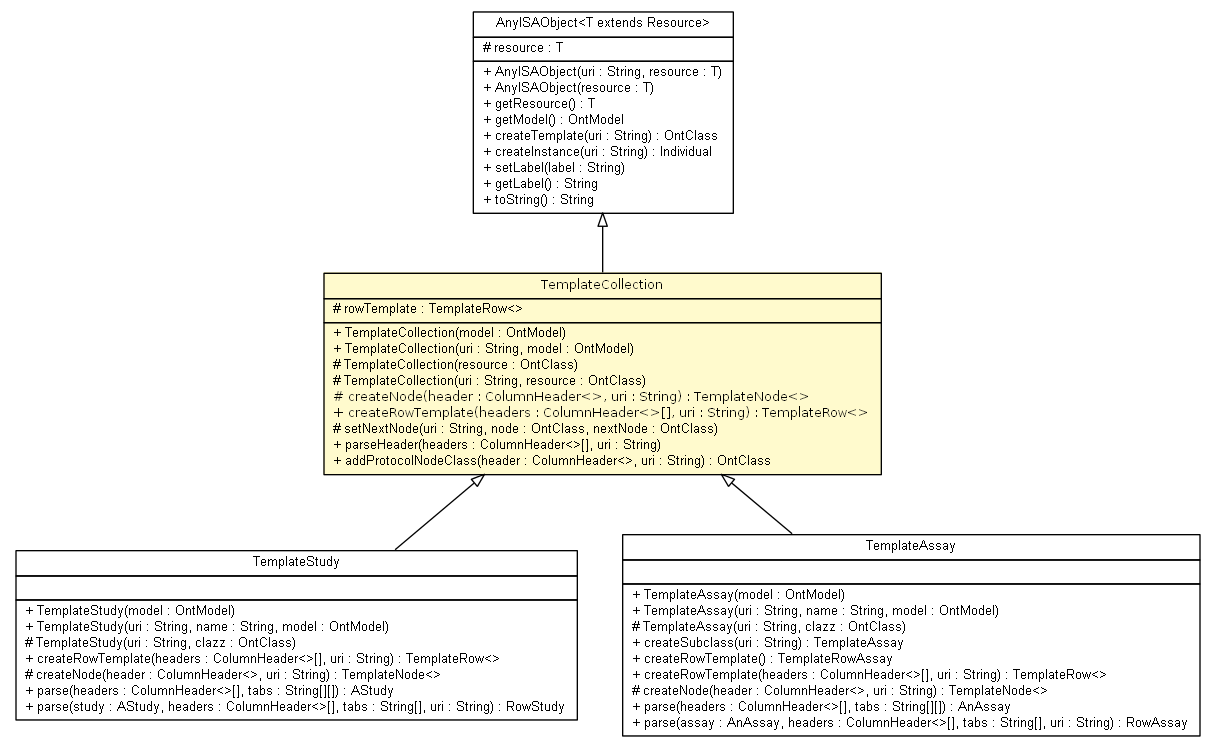 AnyISAObject<T extends Resource>
# resource : T
+ AnyISAObject(uri : String, resource : T)
+ AnyISAObject(resource : T)
+ getResource() : T
+ getModel() : OntModel
+ createTemplate(uri : String) : OntClass
+ createInstance(uri : String) : Individual
+ setLabel(label : String)
+ getLabel() : String
+ toString() : String
TemplateCollection
# rowTemplate : TemplateRow<>
+ TemplateCollection(model : OntModel)
+ TemplateCollection(uri : String, model : OntModel)
# TemplateCollection(resource : OntClass)
# TemplateCollection(uri : String, resource : OntClass)
# createNode(header : ColumnHeader<>, uri : String) : TemplateNode<>
+ createRowTemplate(headers : ColumnHeader<>[], uri : String) : TemplateRow<>
# setNextNode(uri : String, node : OntClass, nextNode : OntClass)
+ parseHeader(headers : ColumnHeader<>[], uri : String)
+ addProtocolNodeClass(header : ColumnHeader<>, uri : String) : OntClass
TemplateStudy
+ TemplateStudy(model : OntModel)
+ TemplateStudy(uri : String, name : String, model : OntModel)
# TemplateStudy(uri : String, clazz : OntClass)
+ createRowTemplate(headers : ColumnHeader<>[], uri : String) : TemplateRow<>
# createNode(header : ColumnHeader<>, uri : String) : TemplateNode<>
+ parse(headers : ColumnHeader<>[], tabs : String[][]) : AStudy
+ parse(study : AStudy, headers : ColumnHeader<>[], tabs : String[], uri : String) : RowStudy
TemplateAssay
+ TemplateAssay(model : OntModel)
+ TemplateAssay(uri : String, name : String, model : OntModel)
# TemplateAssay(uri : String, clazz : OntClass)
+ createSubclass(uri : String) : TemplateAssay
+ createRowTemplate() : TemplateRowAssay
+ createRowTemplate(headers : ColumnHeader<>[], uri : String) : TemplateRow<>
# createNode(header : ColumnHeader<>, uri : String) : TemplateNode<>
+ parse(headers : ColumnHeader<>[], tabs : String[][]) : AnAssay
+ parse(assay : AnAssay, headers : ColumnHeader<>[], tabs : String[], uri : String) : RowAssay